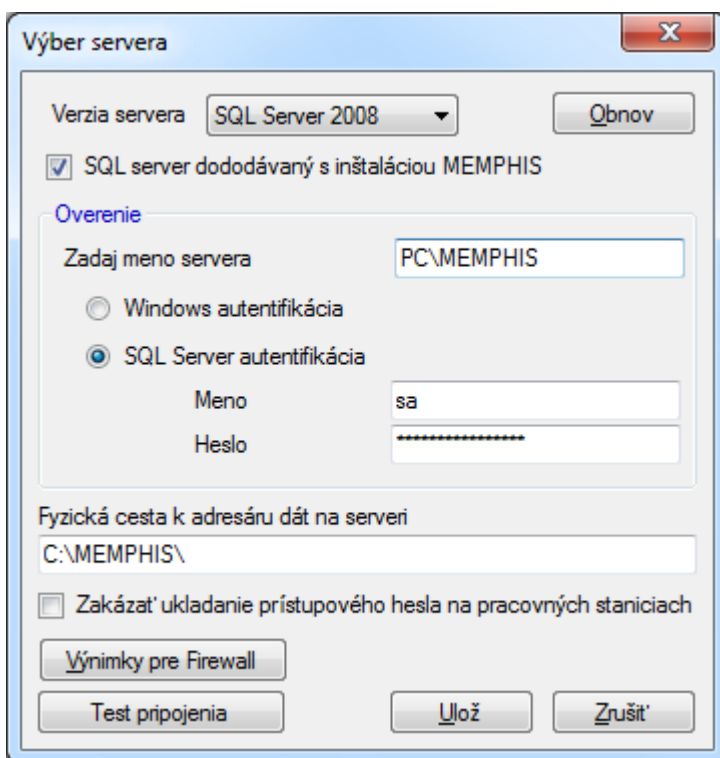 Výber servera
Verzia servera SQL Server 2008 Obnov
SQL server dododávaný s inštaláciou MEMPHIS
Overenie
Zadaj meno servera PC\MEMPHIS
Windows autentifikácia
SQL Server autentifikácia
Meno sa
Heslo ****************
Fyzická cesta k adresáru dát na serveri
C:\MEMPHIS\
Zakázať ukladanie prístupového hesla na pracovných staniciach
Výnimky pre Firewall
Test pripojenia Ulož Zrušiť